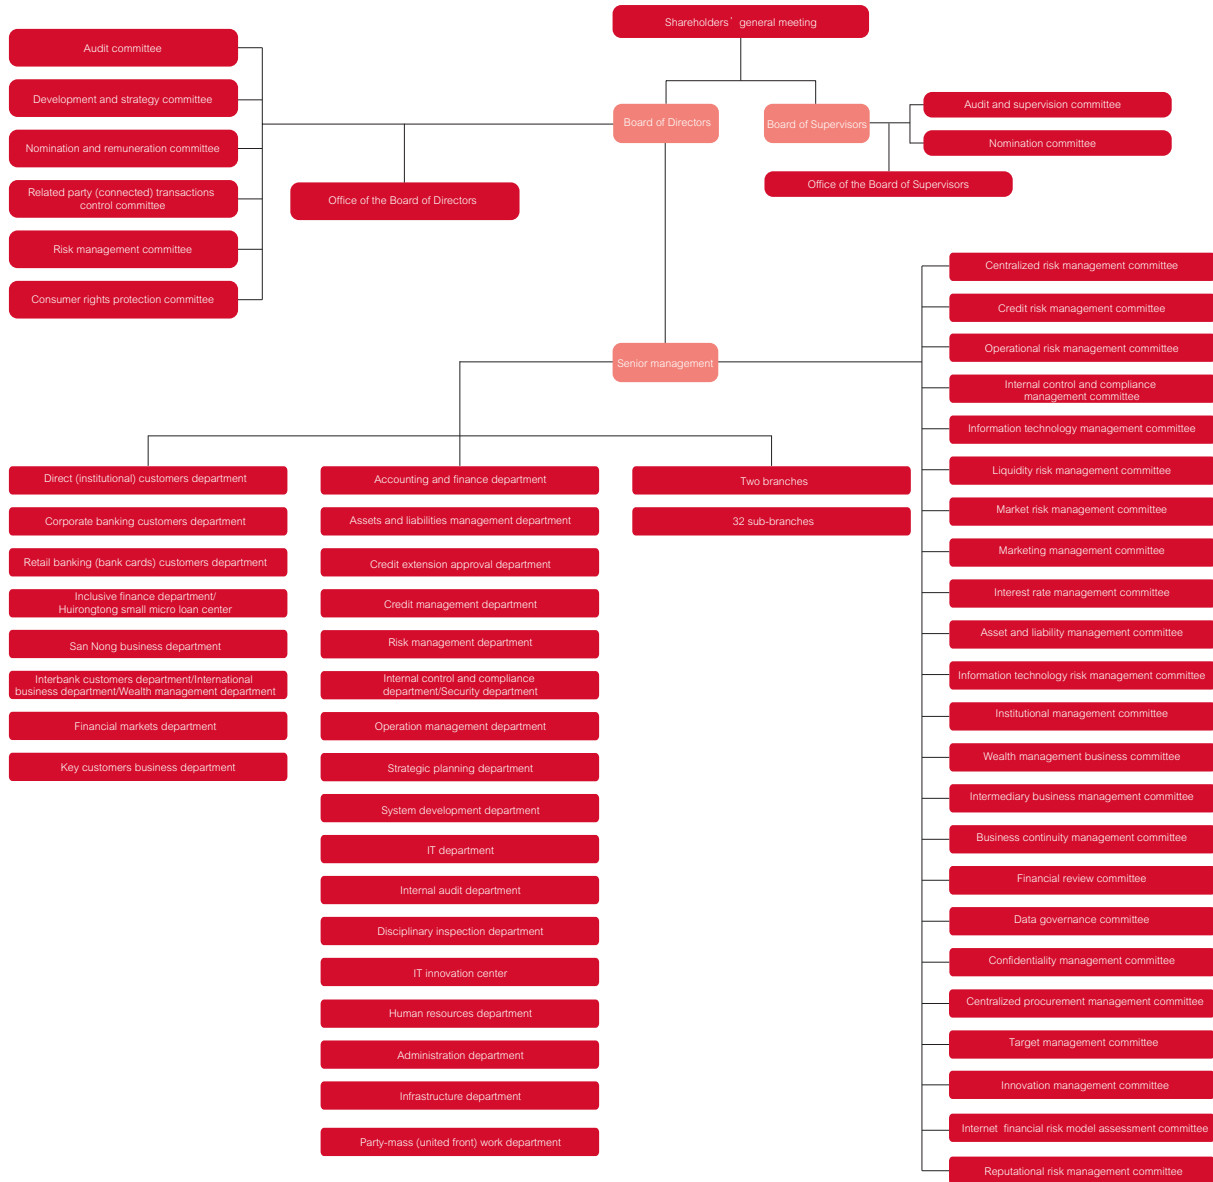 Shareholders` general meeting
Audit committee
Development and strategy committee
Nomination and remuneration committee
Related party (connected) transactions
control committee
Risk management committee
Consumer rights protection committee
Board of Directors
Board of Supervisors
Audit and supervision committee
Nomination committee
Office of the Board of Directors
Office of the Board of Supervisors
Senior management
Direct (institutional) customers department
Corporate banking customers department
Retail banking (bank cards) customers department
Inclusive finance department/
Huirongtong small micro loan center
San Nong business department
Interbank customers department/International
business department/Wealth management department
Financial markets department
Key customers business department
Accounting and finance department
Assets and liabilities management department
Credit extension approval department
Credit management department
Risk management department
Internal control and compliance
department/Security department
Operation management department
Strategic planning department
System development department
IT department
Internal audit department
Disciplinary inspection department
IT innovation center
Human resources department
Administration department
Infrastructure department
Party-mass (united front) work department
Two branches
32 sub-branches
Centralized risk management committee
Credit risk management committee
Operational risk management committee
Internal control and compliance
management committee
Information technology management committee
Liquidity risk management committee
Market risk management committee
Marketing management committee
Interest rate management committee
Asset and liability management committee
Information technology risk management committee
Institutional management committee
Wealth management business committee
Intermediary business management committee
Business continuity management committee
Financial review committee
Data governance committee
Confidentiality management committee
Centralized procurement management committee
Target management committee
Innovation management committee
Internet financial risk model assessment committee
Reputational risk management committee